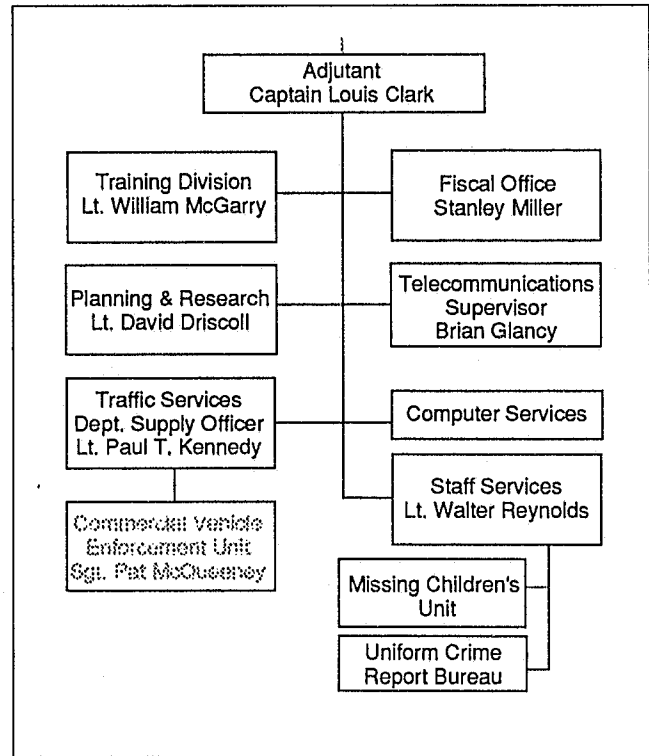 Adjutant
Captain Louis Clark
Training Division
Lt. William McGarry
Fiscal Office
Stanley Miller
Planning & Research
Lt. David Driscoll
Telecommunications
Supervisor
Brian Glancy
Traffic Services
Dept. Supply Officer
Lt. Paul T. Kennedy
Computer Services
Staff Services
Lt. Walter Reynolds
Commercial Vehicle
Enforcement Unit
Sgt. Pat McQueeney
Missing Children's
Unit
Uniform Crime
Report Bureau